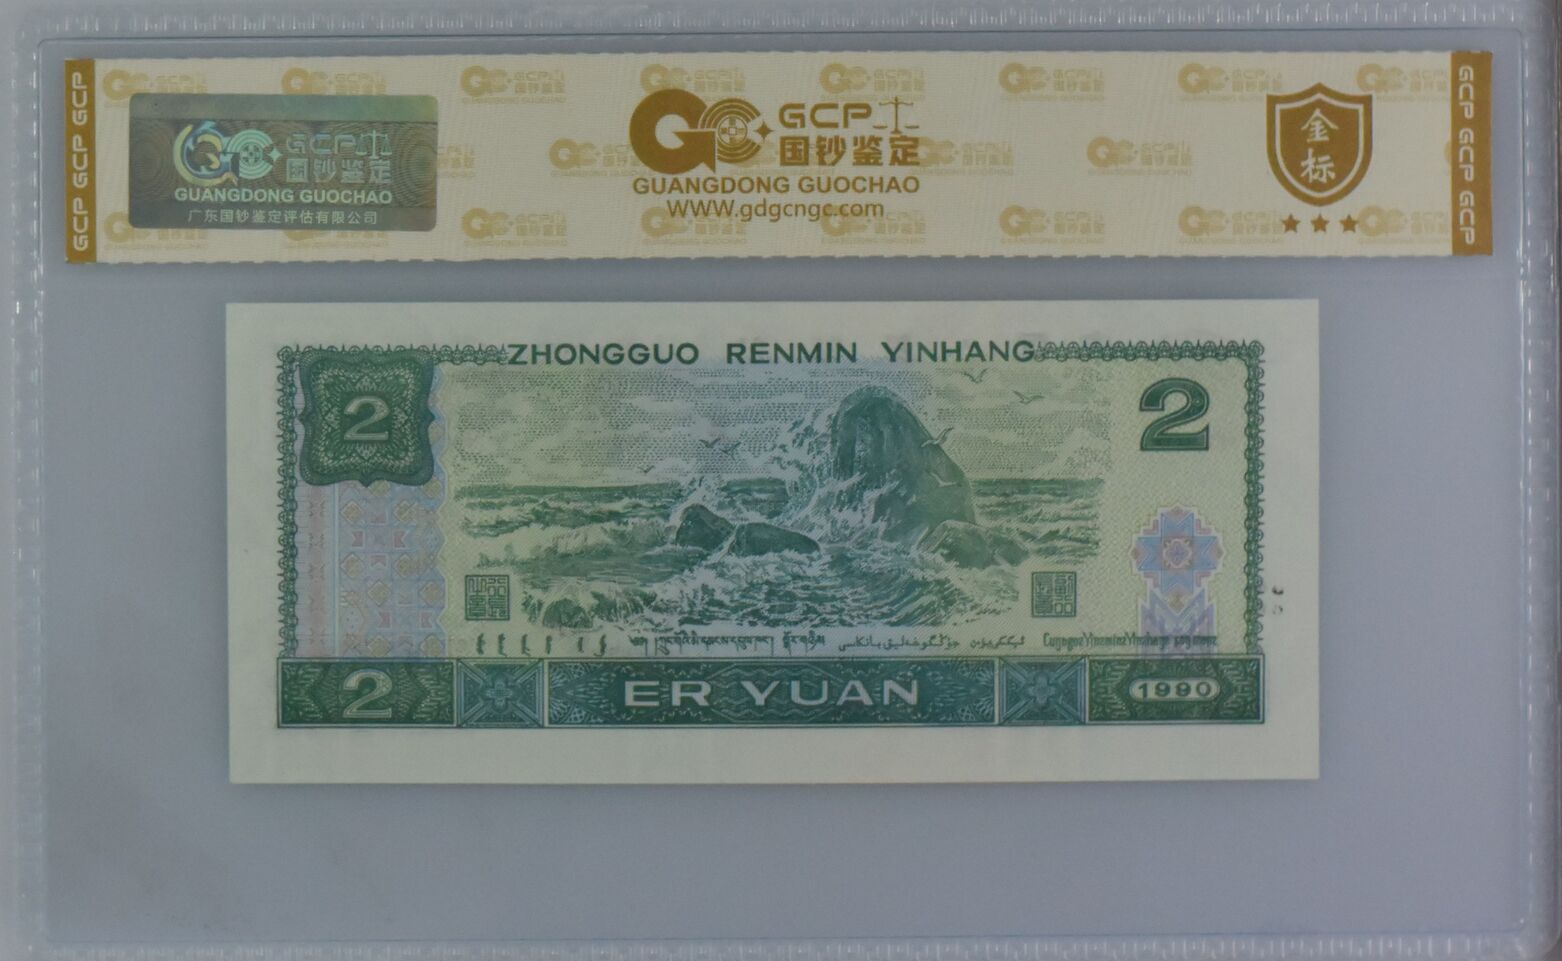 GCP GCP GCP
GCP
国钞鉴定
GUANGDONG GUOCHAO
广东国钞鉴定评估有限公司
GCP
国钞鉴定
GUANGDONG GUOCHAO
WWW.gdgcngc.com
金
标
GCP GCP GCP
ZHONGGUO RENMIN YINHANG
2
2
2
ER YUAN
1990